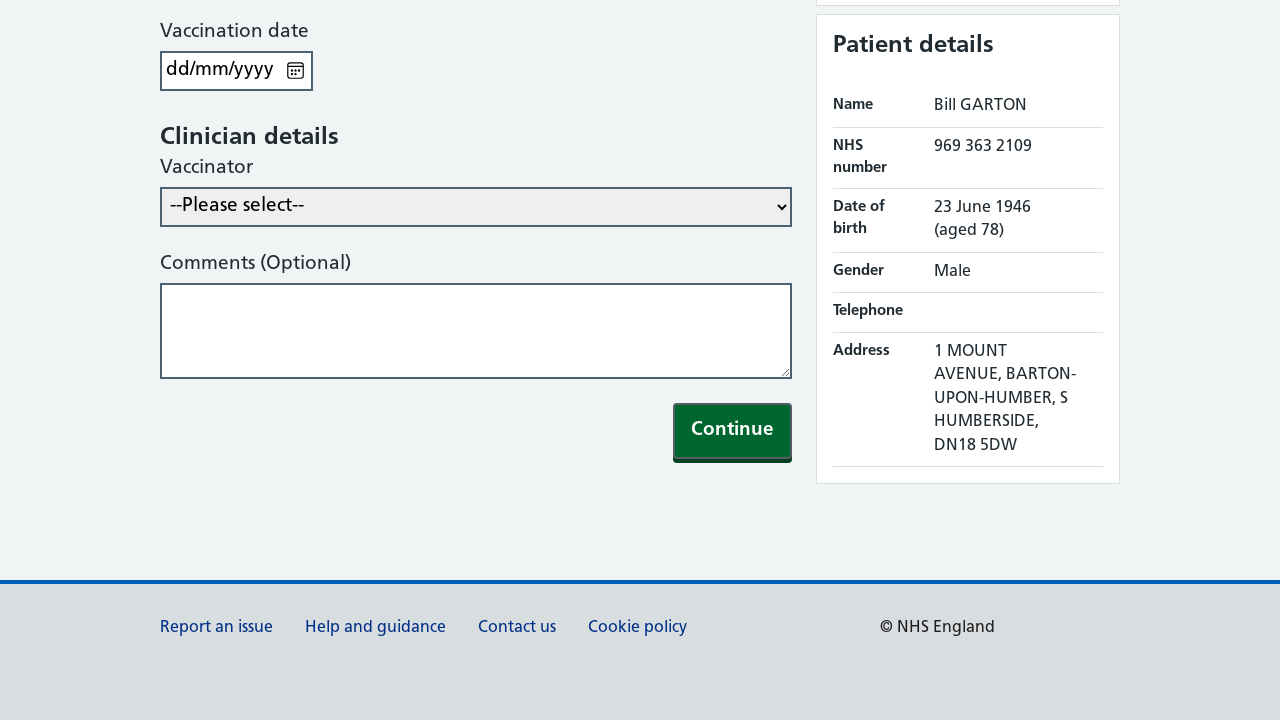 Vaccination date
dd/mm/yyyy
Clinician details
Vaccinator
--Please select--
Comments (Optional)
Continue
Patient details
Name Bill GARTON
NHS number 969 363 2109
Date of birth 23 June 1946
(aged 78)
Gender Male
Telephone
Address 1 MOUNT
AVENUE, BARTON-
UPON-HUMBER, S
HUMBERSIDE,
DN18 5DW
Report an issue Help and guidance Contact us Cookie policy © NHS England